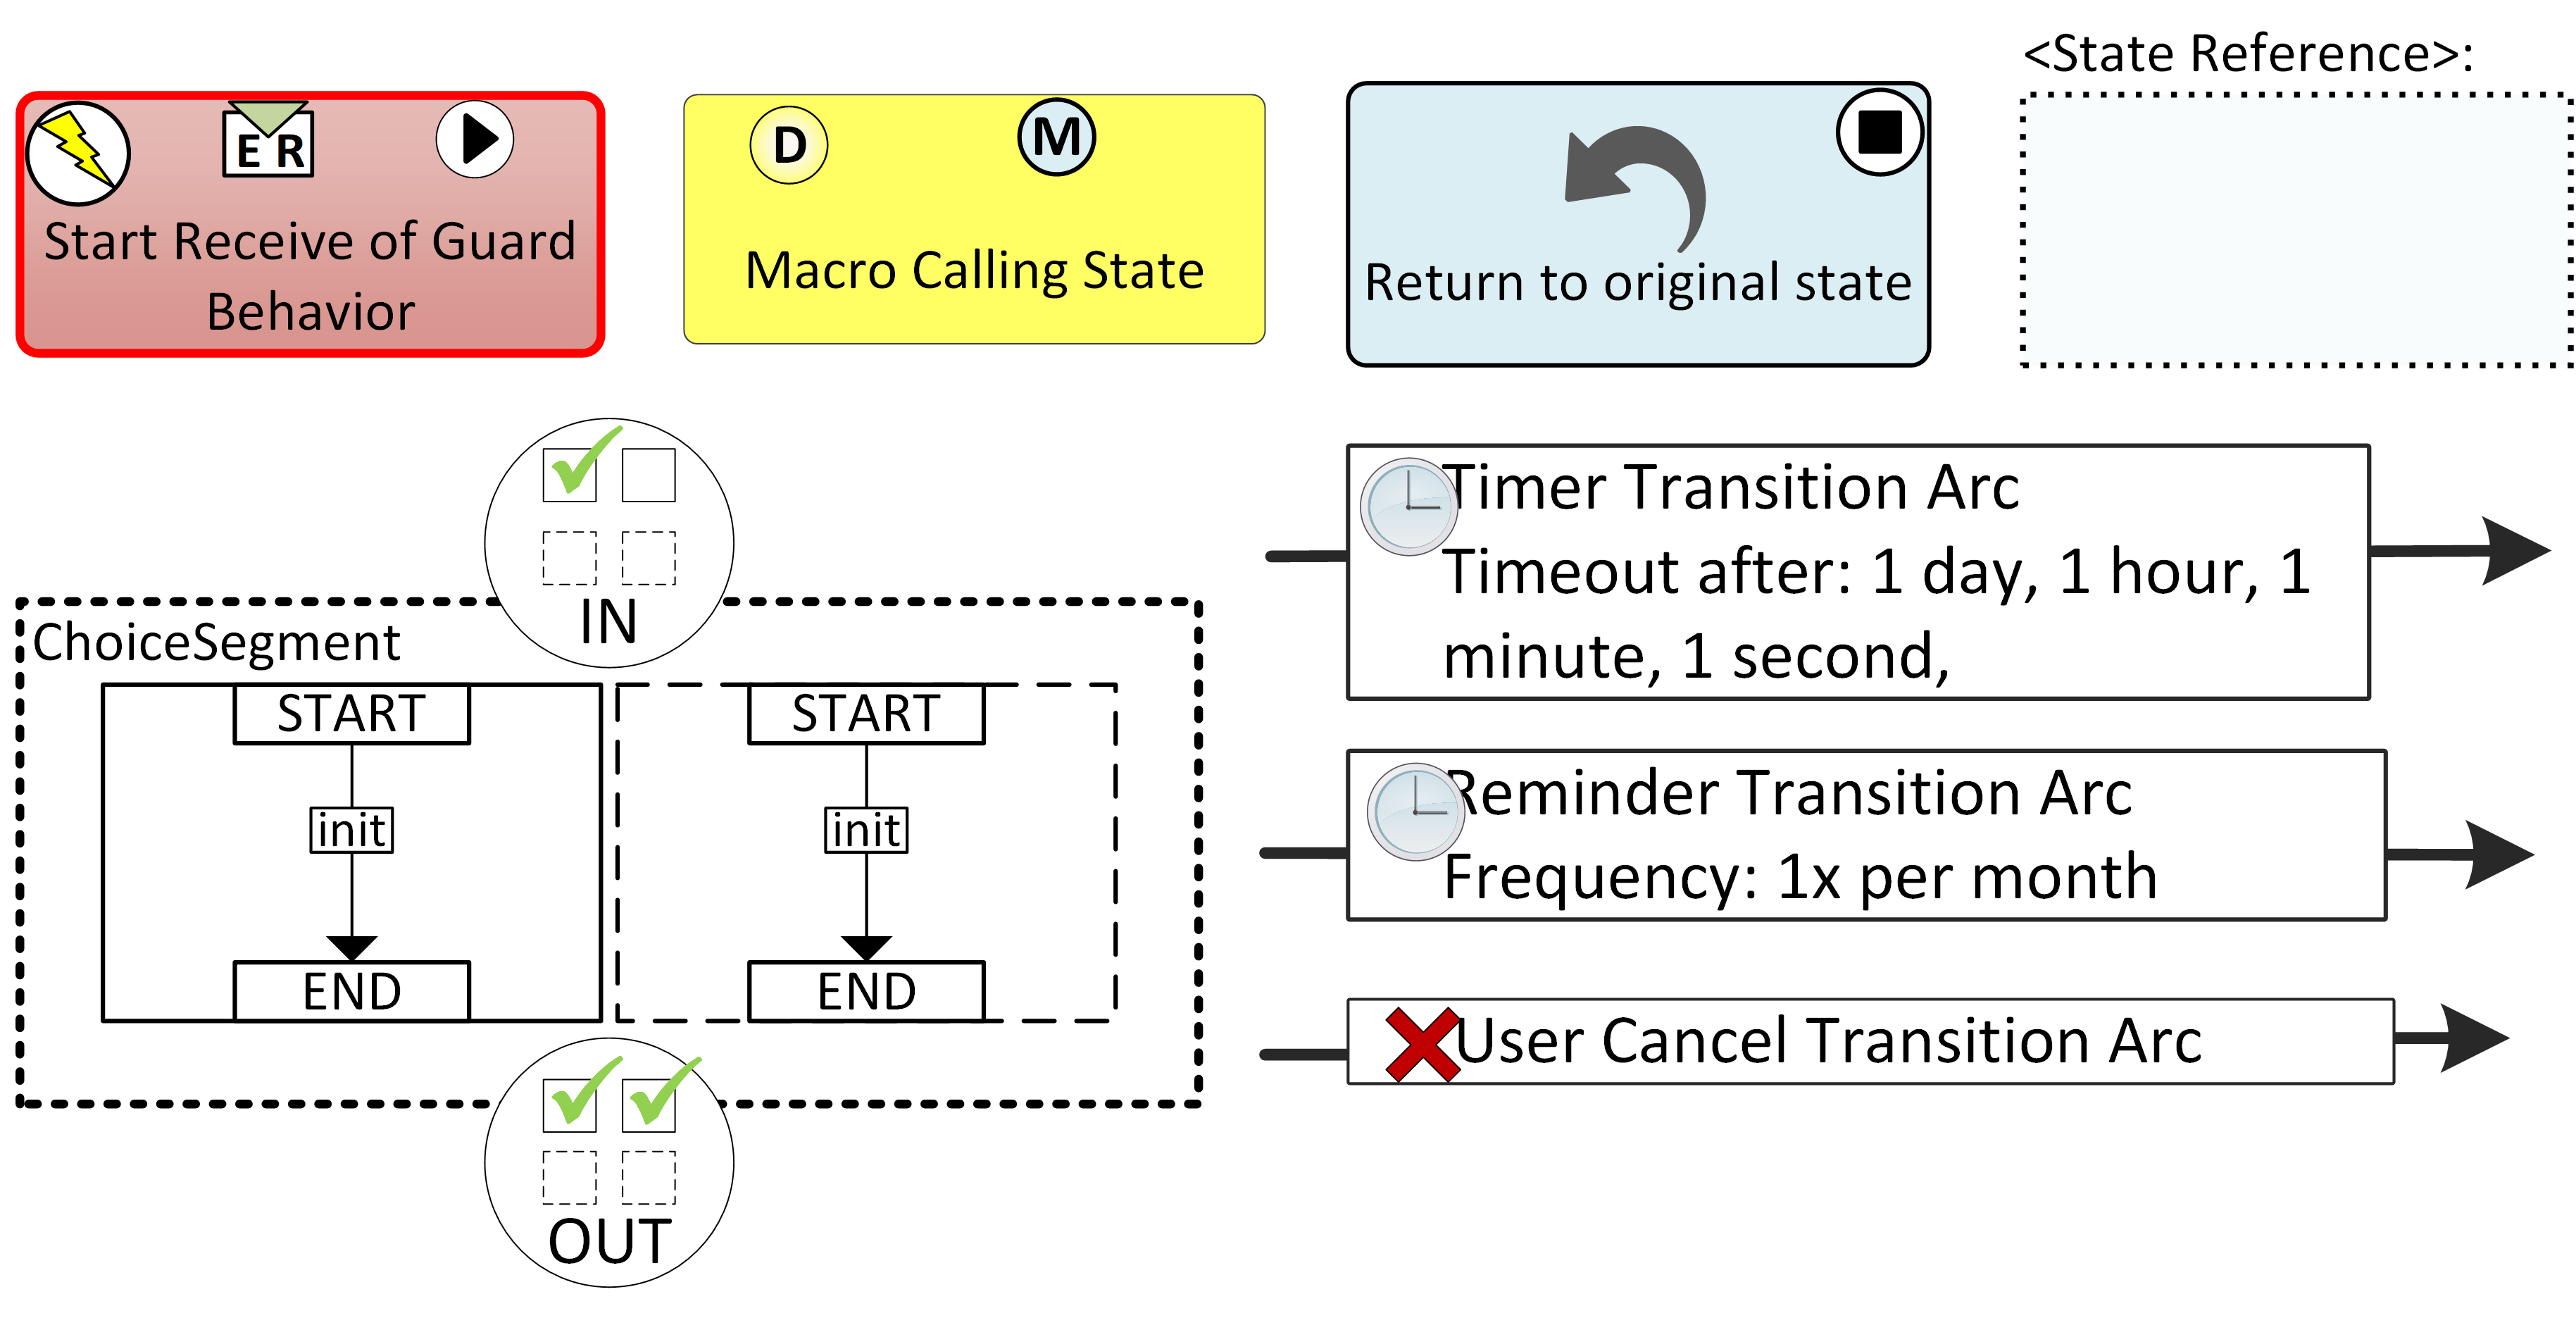 <State Reference>:
E R
Start Receive of Guard
Behavior
D
M
Macro Calling State
Return to original state
IN
ChoiceSegment
START
init
END
START
init
END
OUT
Timer Transition Arc
Timeout after: 1 day, 1 hour, 1
minute, 1 second,
Reminder Transition Arc
Frequency: 1x per month
User Cancel Transition Arc